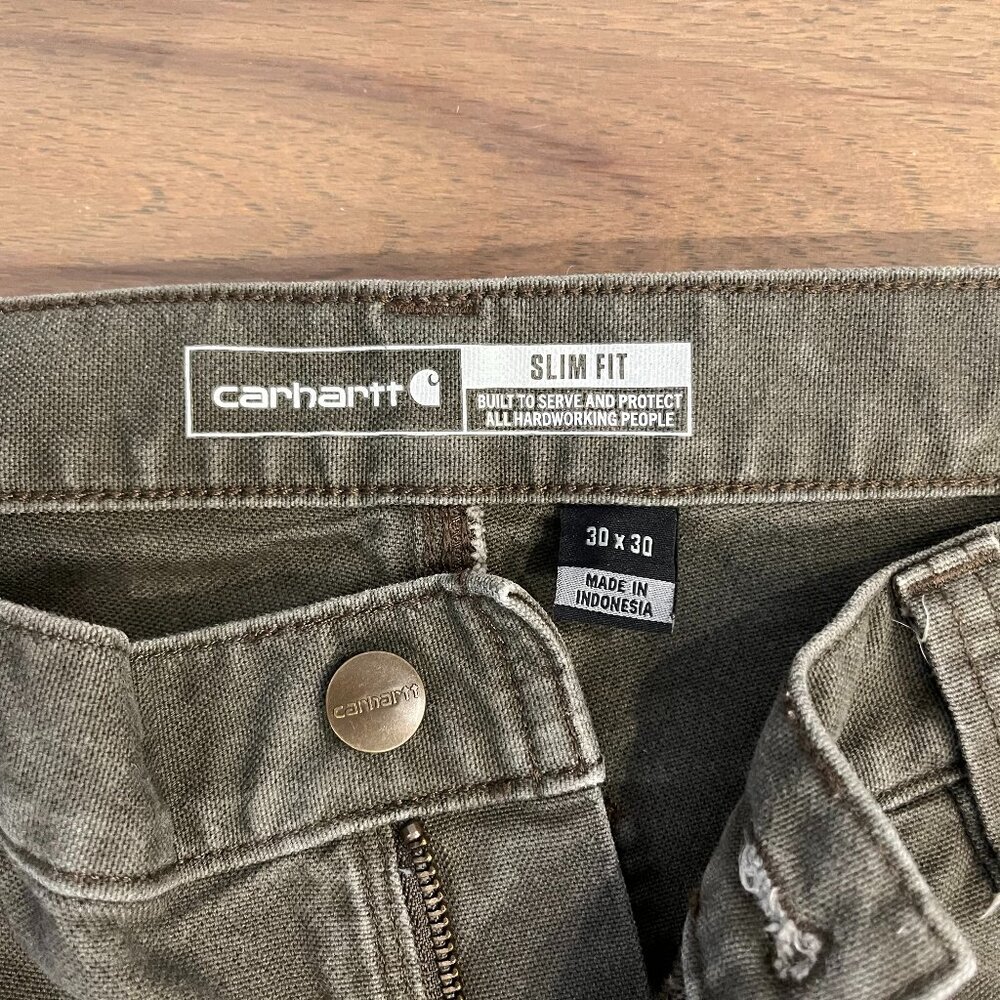 carhartt
SLIM FIT
BUILT TO SERVE AND PROTECT
ALL HARDWORKING PEOPLE
30 x 30
MADE IN
INDONESIA
carhartt